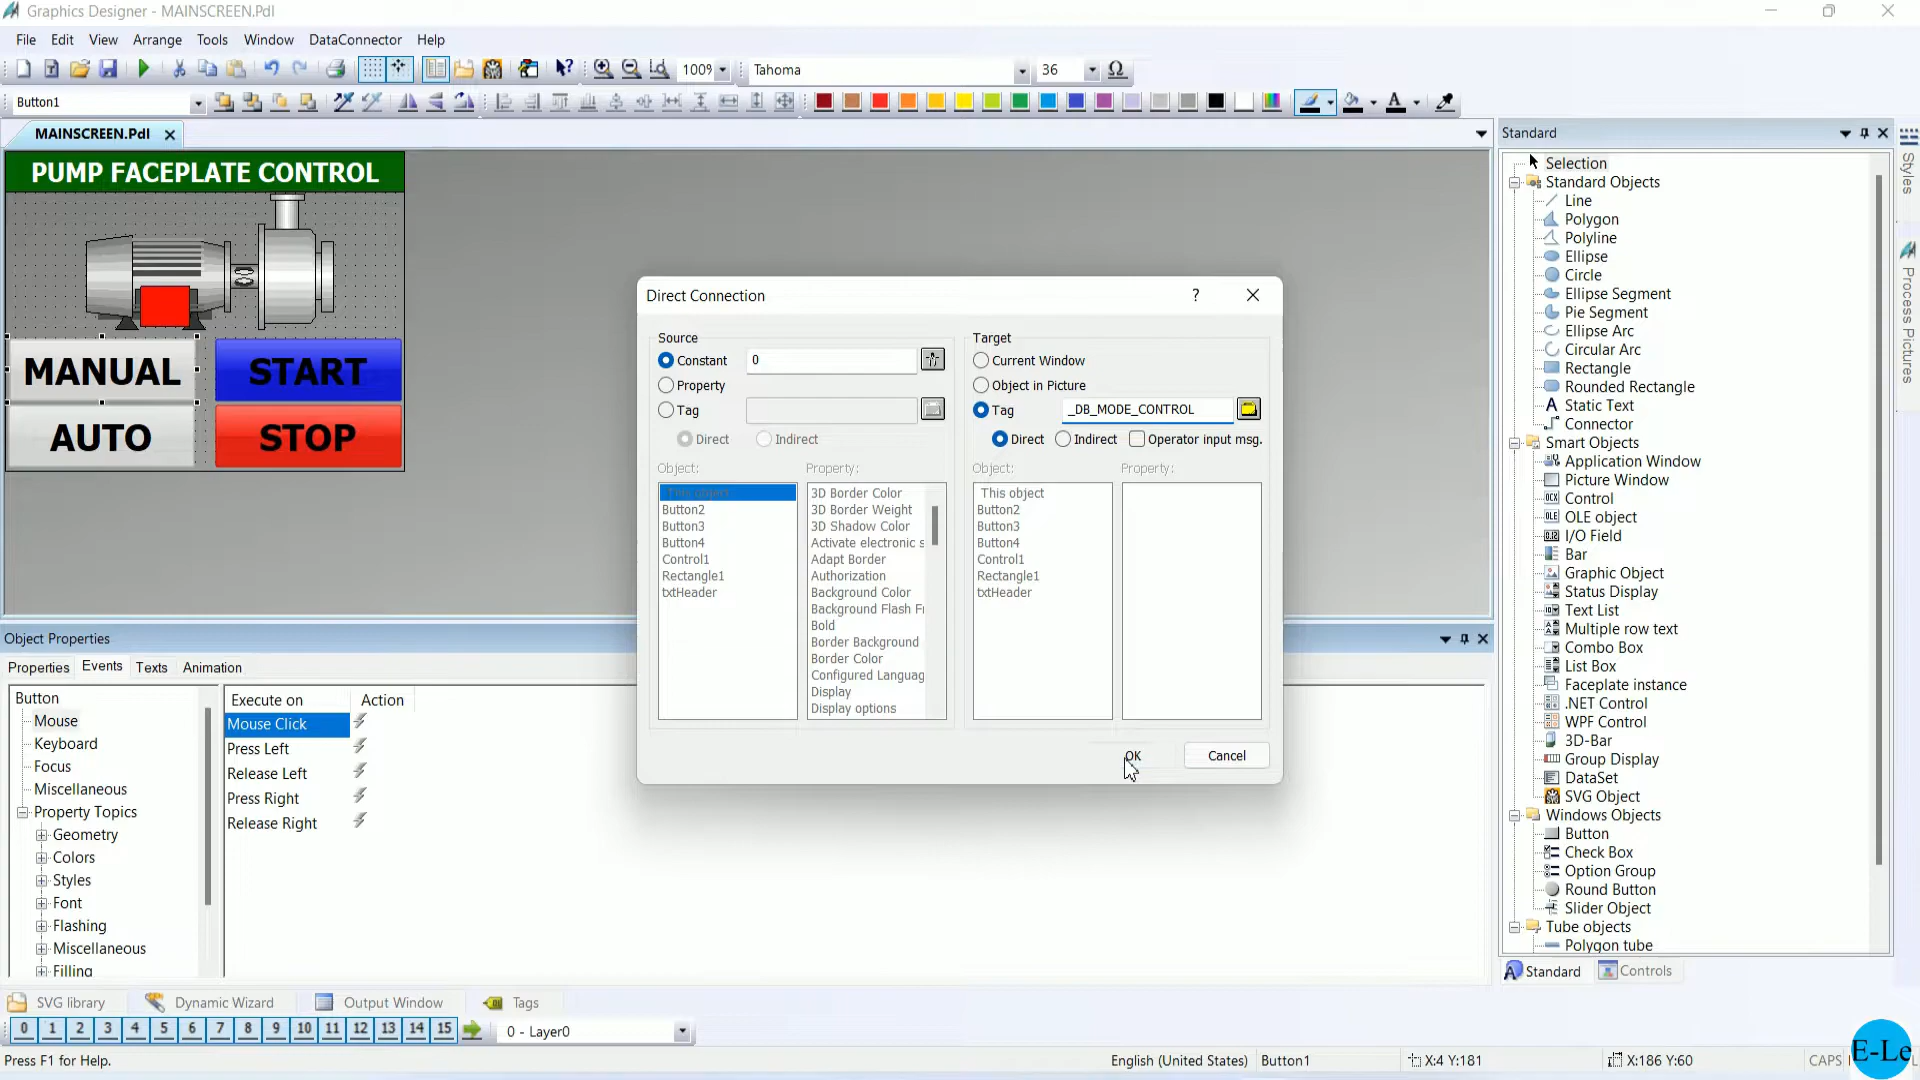 Graphics Designer - MAINSCREEN.Pdl
File Edit View Arrange Tools Window DataConnector Help
100% Tahoma 36
Button1
MAINSCREEN.Pdl
PUMP FACEPLATE CONTROL
MANUAL START
AUTO STOP
Direct Connection ?
Source
Constant 0
Property
Tag
Direct Indirect
Object: Property:
This object
Button2
Button3
Button4
Control1
Rectangle1
txtHeader
3D Border Color
3D Border Weight
3D Shadow Color
Activate electronic s
Adapt Border
Authorization
Background Color
Background Flash Fr
Bold
Border Background
Border Color
Configured Languag
Display
Display options
Target
Current Window
Object in Picture
Tag _DB_MODE_CONTROL
Direct Indirect Operator input msg.
Object: Property:
This object
Button2
Button3
Button4
Control1
Rectangle1
txtHeader
OK Cancel
Standard
Selection
Standard Objects
Line
Polygon
Polyline
Ellipse
Circle
Ellipse Segment
Pie Segment
Ellipse Arc
Circular Arc
Rectangle
Rounded Rectangle
Static Text
Connector
Smart Objects
Application Window
Picture Window
Control
OLE object
I/O Field
Bar
Graphic Object
Status Display
Text List
Multiple row text
Combo Box
List Box
Faceplate instance
.NET Control
WPF Control
3D-Bar
Group Display
DataSet
SVG Object
Windows Objects
Button
Check Box
Option Group
Round Button
Slider Object
Tube objects
Polygon tube
Standard Controls
Styles
Process Pictures
Object Properties
Properties Events Texts Animation
Button
Mouse
Keyboard
Focus
Miscellaneous
Property Topics
Geometry
Colors
Styles
Font
Flashing
Miscellaneous
Filling
Execute on Action
Mouse Click
Press Left
Release Left
Press Right
Release Right
SVG library Dynamic Wizard Output Window Tags
0 1 2 3 4 5 6 7 8 9 10 11 12 13 14 15 0 - Layer0
Press F1 for Help. English (United States) Button1 X:4 Y:181 X:186 Y:60 CAPS
E-Le